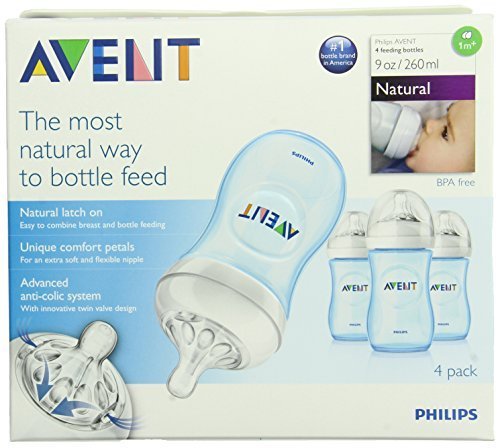 AVENT
#1
bottle brand
in America
Philips AVENT
4 feeding bottles
9 oz / 260ml
1m+
Natural
BPA free
The most
natural way
to bottle feed
Natural latch on
Easy to combine breast and bottle feeding
Unique comfort petals
For an extra soft and flexible nipple
Advanced
anti-colic system
With innovative twin valve design
PHILIPS
AVENT
AVENT
AVENT
AVENT
PHILIPS
4 pack
PHILIPS